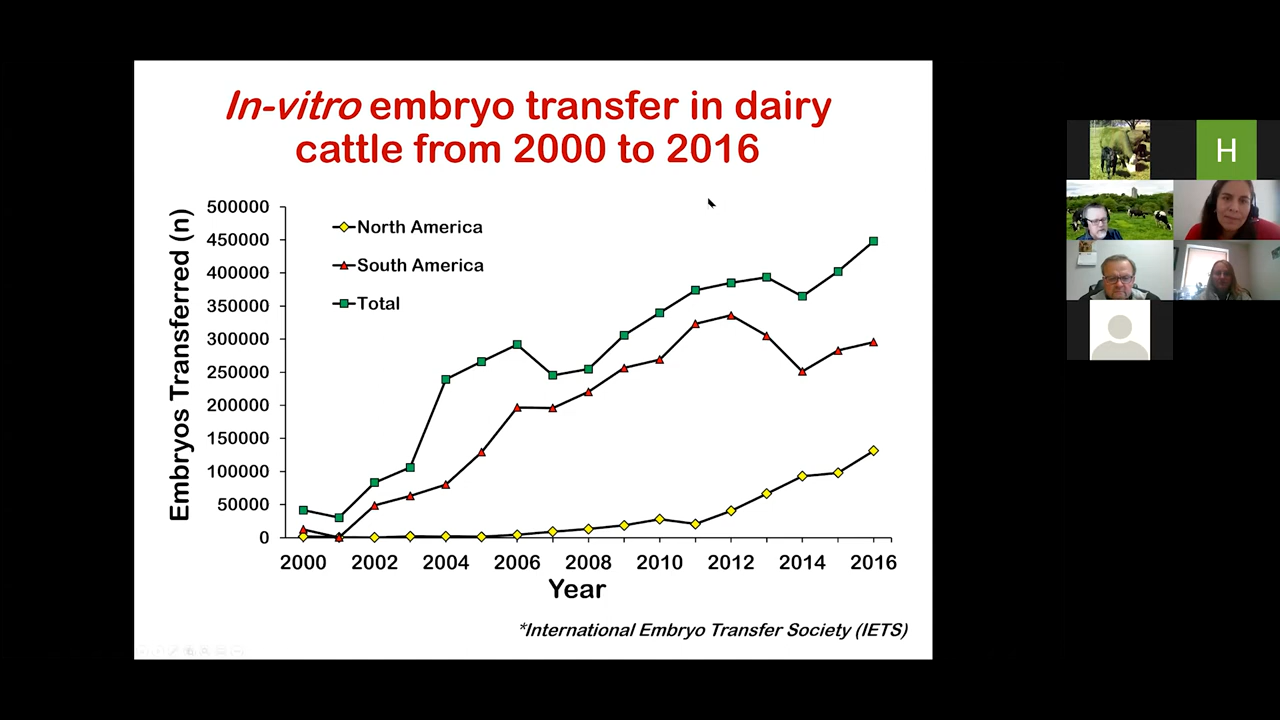 In-vitro embryo transfer in dairy
cattle from 2000 to 2016
Embryos Transferred (n)
500000
450000
400000
350000
300000
250000
200000
150000
100000
50000
0
North America
South America
Total
2000 2002 2004 2006 2008 2010 2012 2014 2016
Year
*International Embryo Transfer Society (IETS)
H